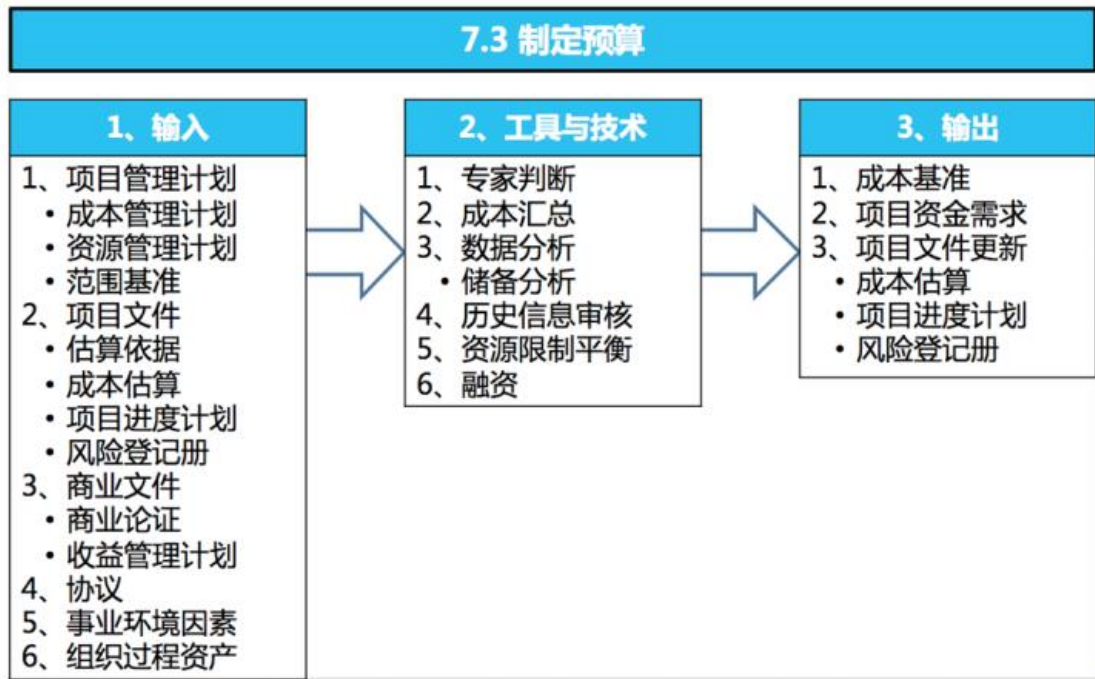 7.3 制定预算
1、输入
1、项目管理计划
• 成本管理计划
• 资源管理计划
• 范围基准
2、项目文件
• 估算依据
• 成本估算
• 项目进度计划
• 风险登记册
3、商业文件
• 商业论证
• 收益管理计划
4、协议
5、事业环境因素
6、组织过程资产
2、工具与技术
1、专家判断
2、成本汇总
3、数据分析
• 储备分析
4、历史信息审核
5、资源限制平衡
6、融资
3、输出
1、成本基准
2、项目资金需求
3、项目文件更新
• 成本估算
• 项目进度计划
• 风险登记册